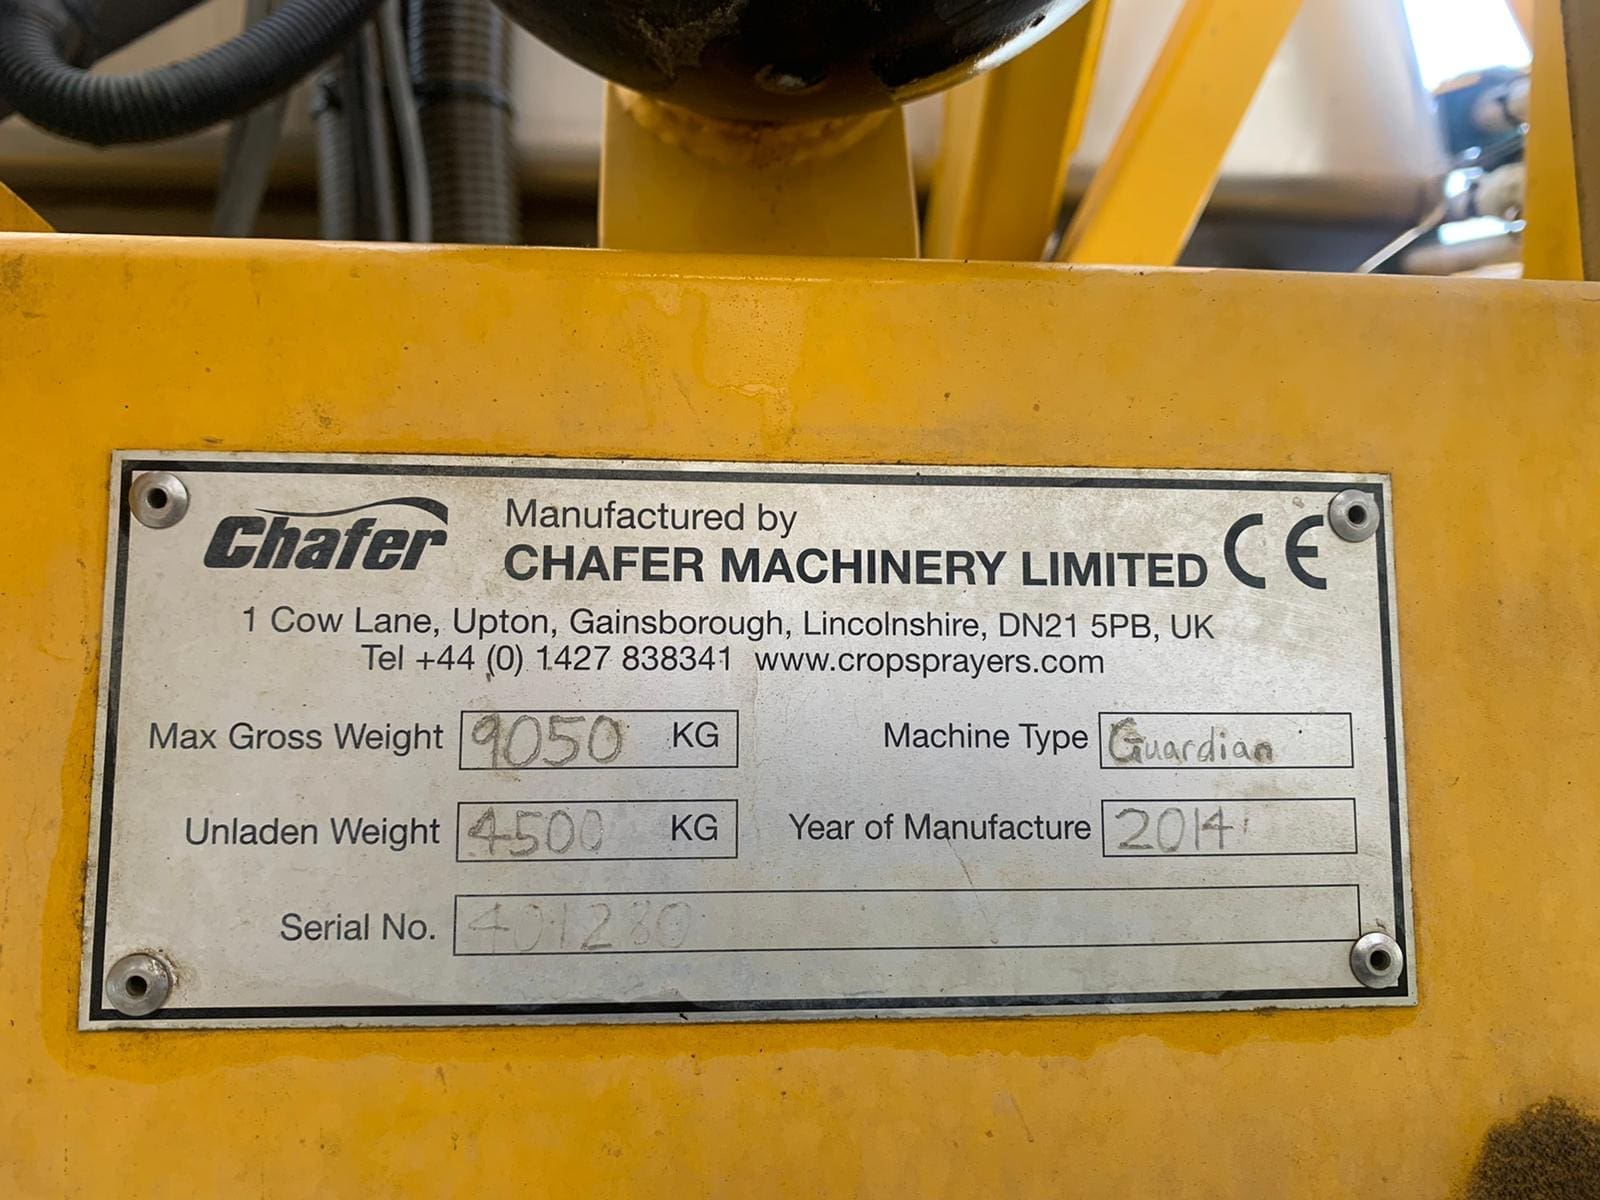 Chafer
Manufactured by
CHAFER MACHINERY LIMITED CE
1 Cow Lane, Upton, Gainsborough, Lincolnshire, DN21 5PB, UK
Tel +44 (0) 1427 838341 www.cropsprayers.com
Max Gross Weight 9050 KG Machine Type Guardian
Unladen Weight 4500 KG Year of Manufacture 2014
Serial No. 401280